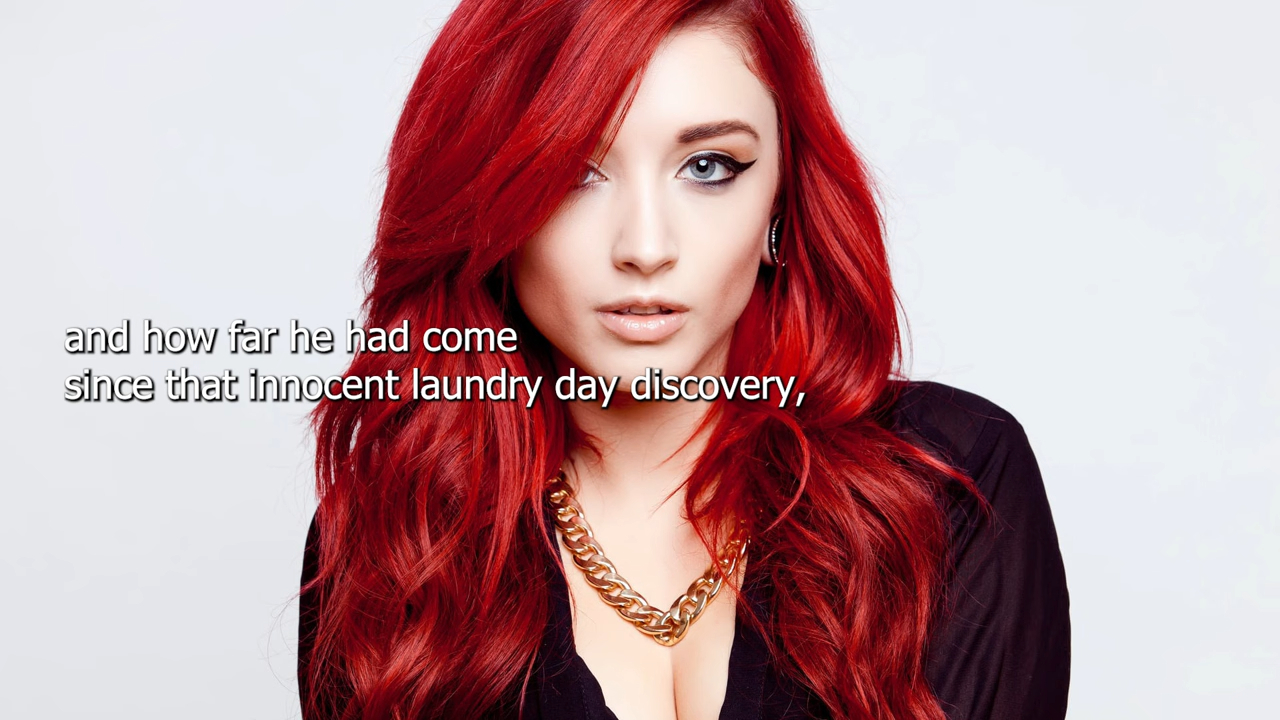 and how far he had come
since that innocent laundry day discovery,